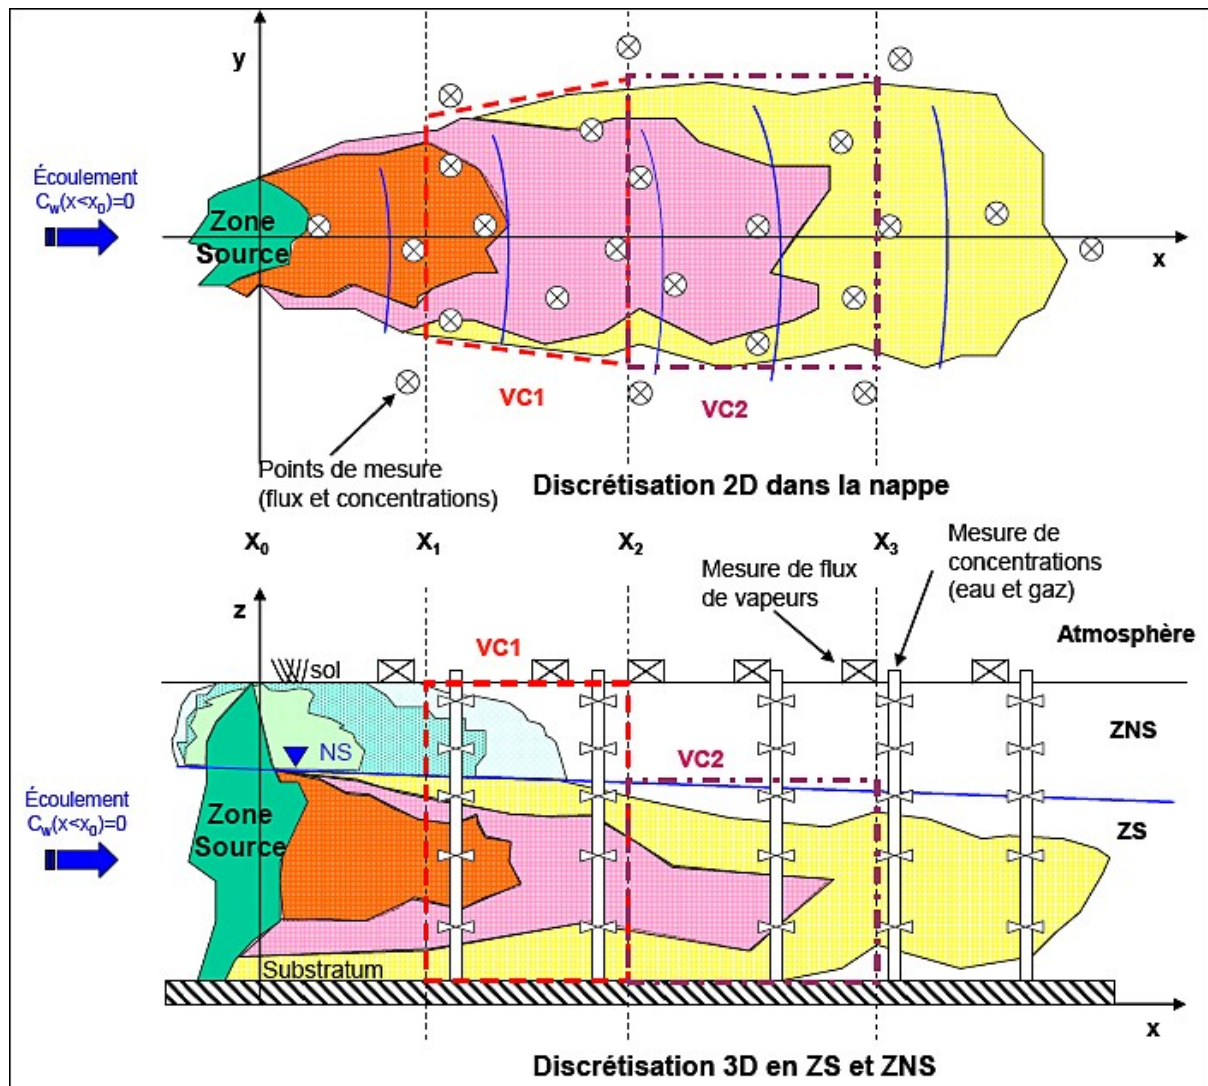 y
Écoulement
Cw(x<x0)=0
Zone
Source
x
VC1
VC2
Points de mesure
(flux et concentrations)
Discrétisation 2D dans la nappe
X0
X1
X2
X3
Mesure de
concentrations
(eau et gaz)
Mesure de flux
de vapeurs
z
Atmosphère
VC1
sol
ZNS
NS
VC2
Écoulement
Cw(x<x0)=0
Zone
Source
ZS
Substratum
x
Discrétisation 3D en ZS et ZNS